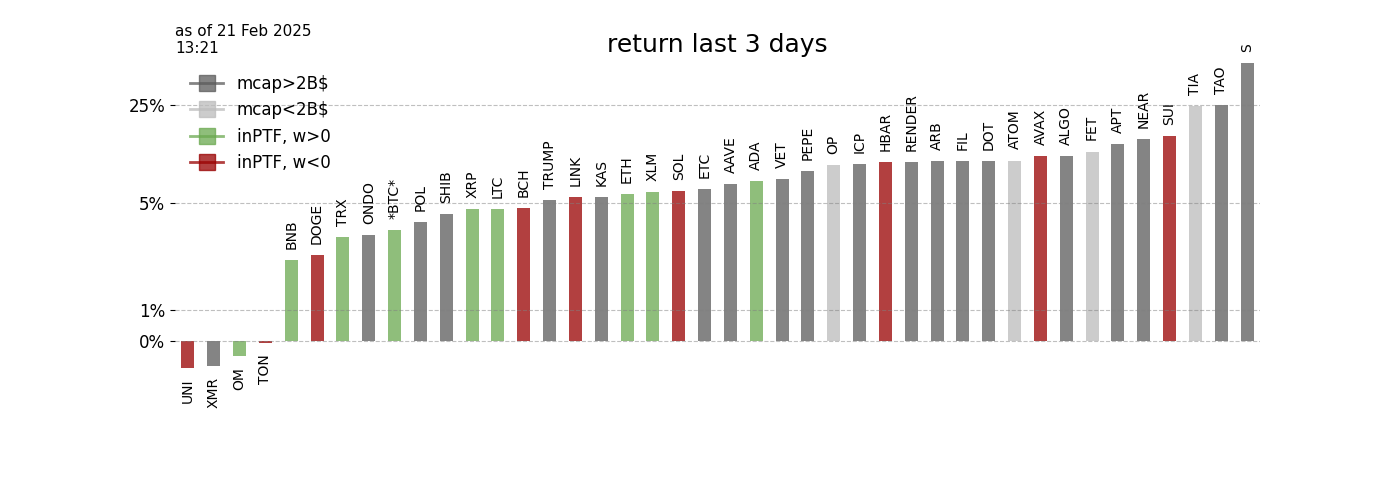 as of 21 Feb 2025
13:21
return last 3 days
mcap>2B$
mcap<2B$
inPTF, w>0
inPTF, w<0
25%
5%
1%
0%
UNI
XMR
OM
TON
BNB
DOGE
TRX
ONDO
*BTC*
POL
SHIB
XRP
LTC
BCH
TRUMP
LINK
KAS
ETH
XLM
SOL
ETC
AAVE
ADA
VET
PEPE
OP
ICP
HBAR
RENDER
ARB
FIL
DOT
ATOM
AVAX
ALGO
FET
APT
NEAR
SUI
TIA
TAO
S